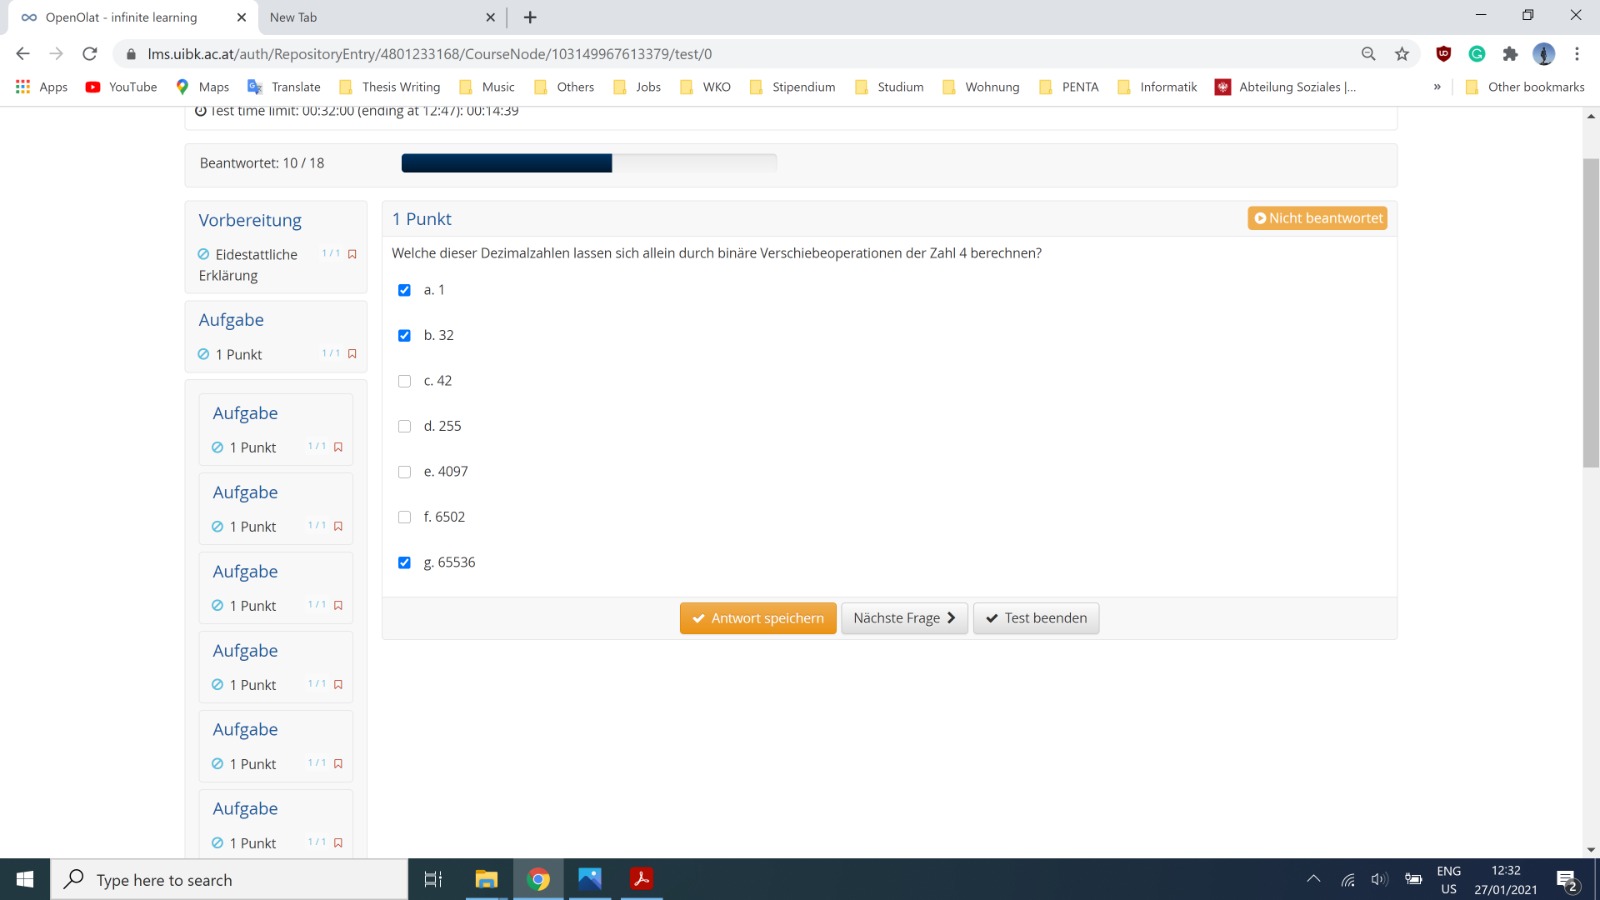 OpenOlat - infinite learning
New Tab
lms.uibk.ac.at/auth/RepositoryEntry/4801233168/CourseNode/103149967613379/test/0
Apps YouTube Maps Translate Thesis Writing Music Others Jobs WKO Stipendium Studium Wohnung PENTA Informatik Abteilung Soziales |... » Other bookmarks
Test time limit: 00:32:00 (ending at 12:47): 00:14:39
Beantwortet: 10 / 18
Vorbereitung
Eidestattliche 1 / 1
Erklärung
Aufgabe
1 Punkt 1 / 1
Aufgabe
1 Punkt 1 / 1
Aufgabe
1 Punkt 1 / 1
Aufgabe
1 Punkt 1 / 1
Aufgabe
1 Punkt 1 / 1
Aufgabe
1 Punkt 1 / 1
Aufgabe
1 Punkt 1 / 1
1 Punkt Nicht beantwortet
Welche dieser Dezimalzahlen lassen sich allein durch binäre Verschiebeoperationen der Zahl 4 berechnen?
a. 1
b. 32
c. 42
d. 255
e. 4097
f. 6502
g. 65536
Antwort speichern Nächste Frage Test beenden
Type here to search
ENG
US
12:32
27/01/2021
2